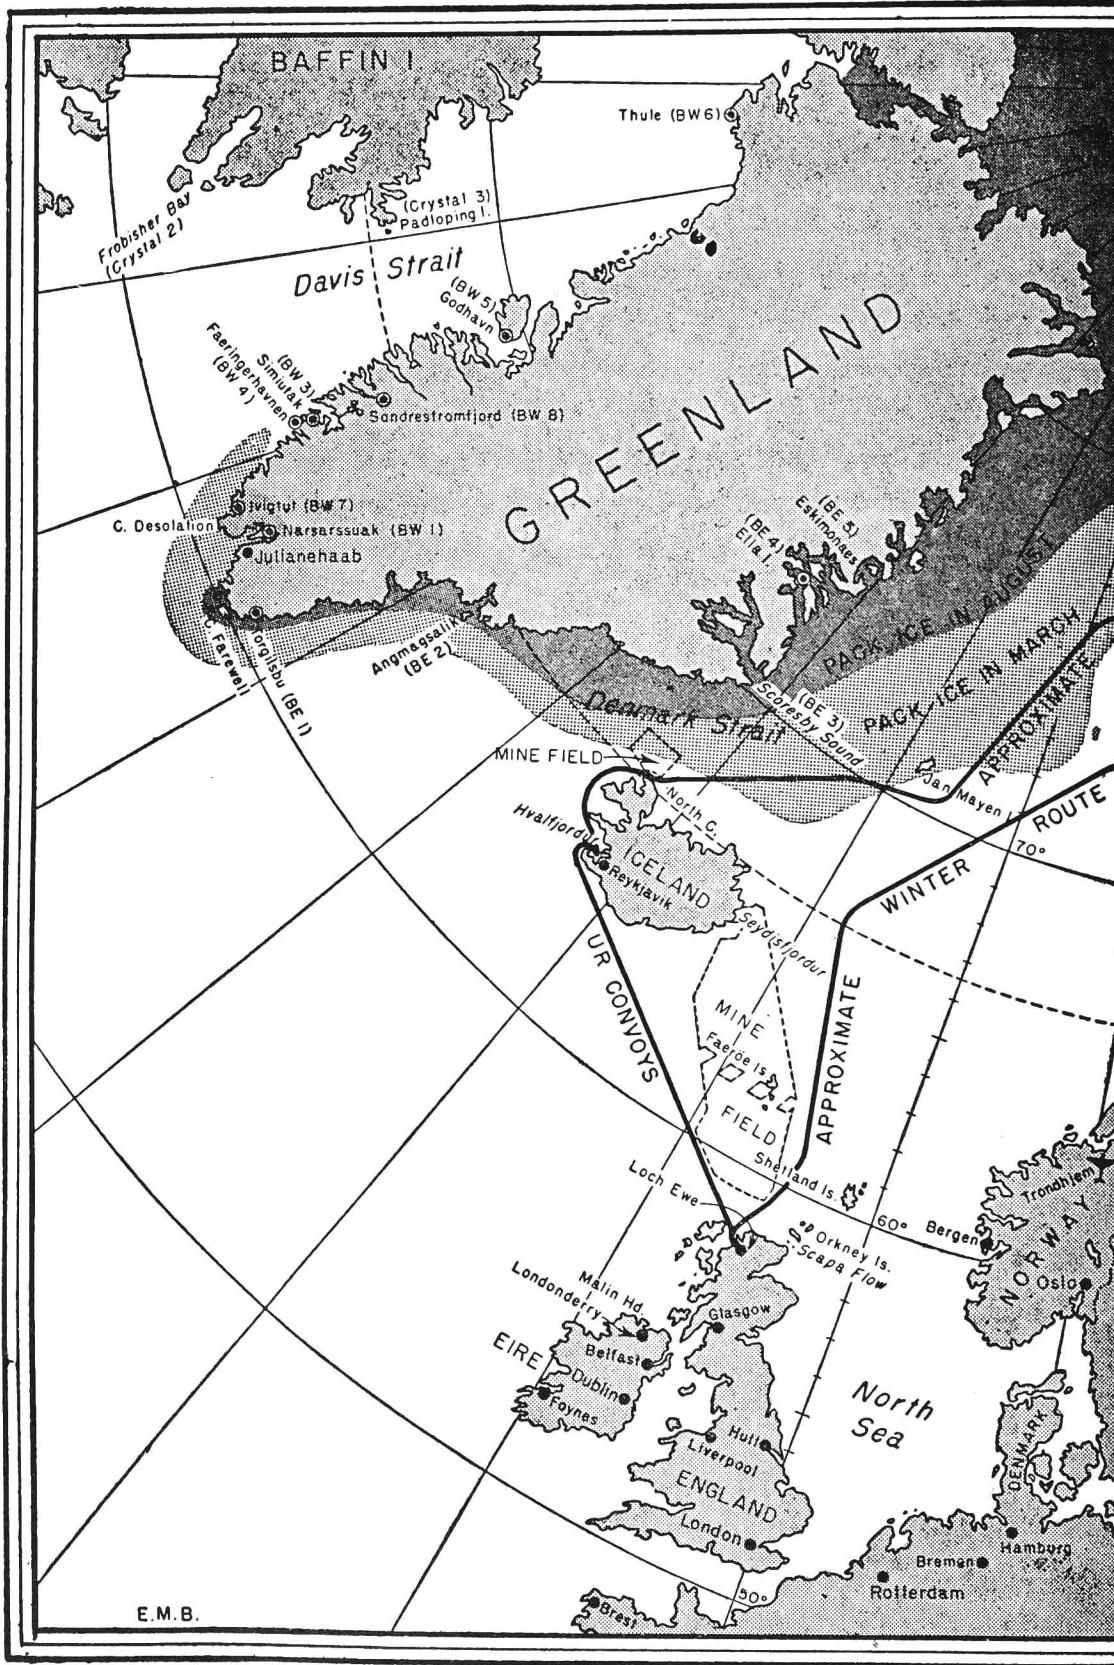 BAFFIN I.
Thule (BW6)
Frobisher Bay
(Crystal 2)
(Crystal 3)
Padloping I.
Davis Strait
(BW 5)
Godhavn
GREENLAND
(BW 3)
Simiutak
Faeringerhavnen
(BW 4)
Sondrestromfjord (BW 8)
Ivigtut (BW 7)
C. Desolation
Narsarssuak (BW 1)
Julianehaab
C. Farewell
Torgilsbu (BE 1)
Angmagsalik
(BE 2)
(BE 4)
Ella I.
(BE 5)
Eskimonaes
PACK ICE IN AUGUST
PACK ICE IN MARCH
(BE 3)
Scoresby Sound
Denmark Strait
MINE FIELD
APPROXIMATE
Jan Mayen I.
North C.
Hvalfjordur
ICELAND
Reykjavik
ROUTE
70°
WINTER
Seydisfjordur
UR CONVOYS
MINE
Faeröe Is.
FIELD
APPROXIMATE
Shetland Is.
Loch Ewe
60°
Bergen
Trondhjem
NORWAY
Oslo
Orkney Is.
Scapa Flow
Malin Hd.
Londonderry
Glasgow
EIRE
Belfast
Dublin
Foynes
North
Sea
DENMARK
Hull
Liverpool
ENGLAND
London
Hamburg
Bremen
Rotterdam
50°
Brest
E.M.B.